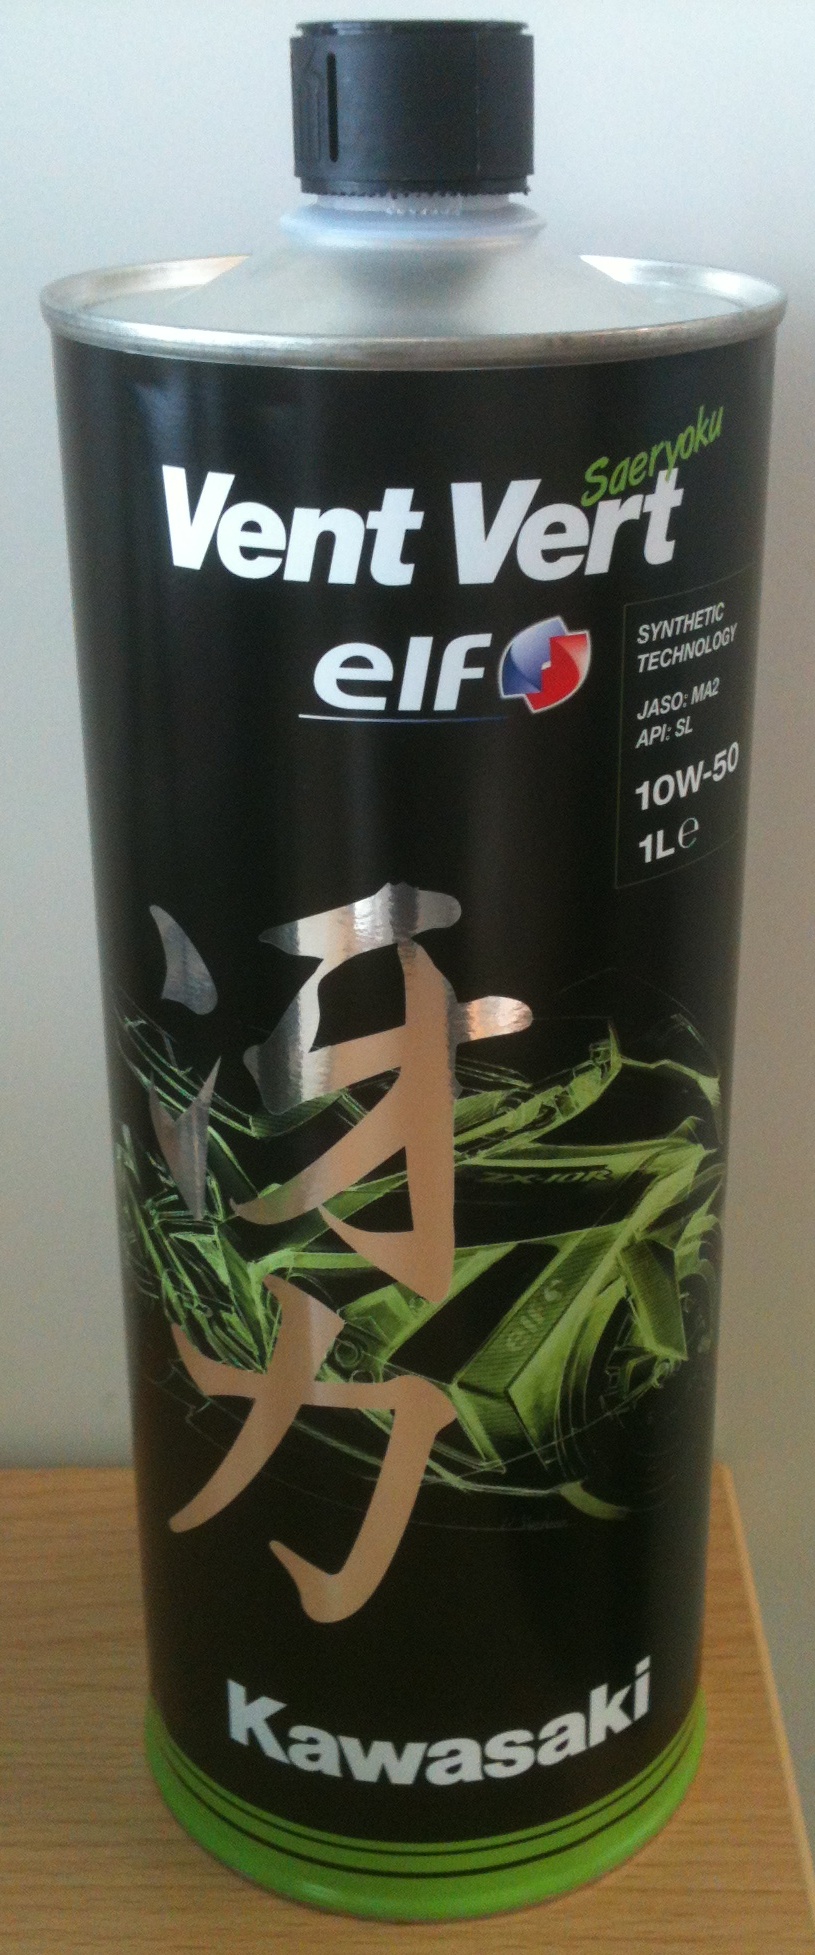 Saeryoku
Vent Vert
elf
SYNTHETIC
TECHNOLOGY
JASO: MA2
API: SL
10W-50
1L℮
冴
力
ZX-10R
elf
Kawasaki